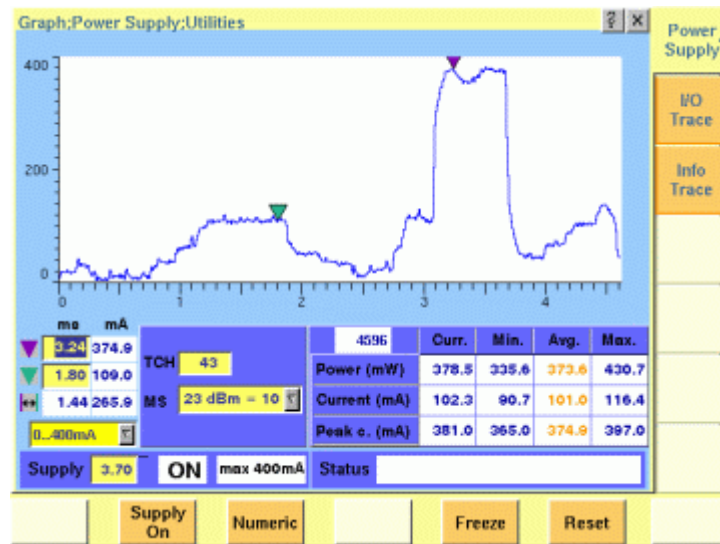 Graph;Power Supply;Utilities
? ×
Power Supply
I/O Trace
Info Trace
400
200
0
0 1 2 3 4
ms mA
3.24 374.9
1.80 109.0
1.44 265.9
0...400mA
TCH 43
MS 23 dBm = 10
4596 Curr. Min. Avg. Max.
Power (mW) 378.5 335.6 373.6 430.7
Current (mA) 102.3 90.7 101.0 116.4
Peak c. (mA) 381.0 365.0 374.9 397.0
Supply 3.70 ON max 400mA Status
Supply On
Numeric
Freeze
Reset